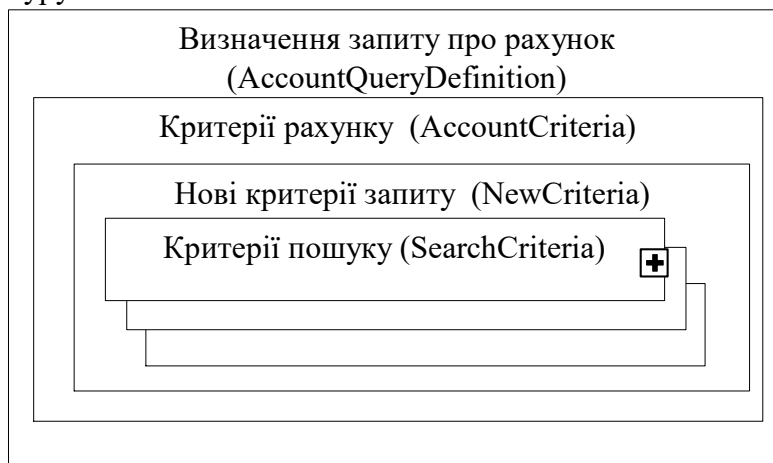 Визначення запиту про рахунок
(AccountQueryDefinition)
Критерії рахунку (AccountCriteria)
Нові критерії запиту (NewCriteria)
Критерії пошуку (SearchCriteria)